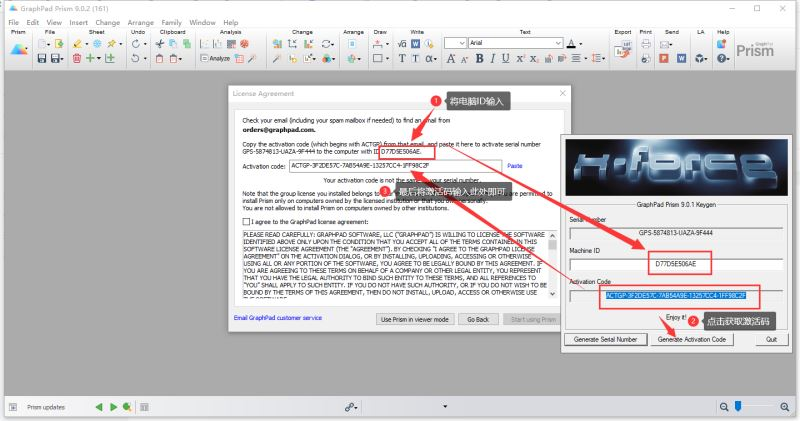 GraphPad Prism 9.0.2 (161)
File Edit View Insert Change Arrange Family Window Help
Prism File Sheet Undo Clipboard Analysis Change Arrange Draw Write Text Export Print Send LA Help
Arial
GraphPad
Prism
Analyze
License Agreement
① 将电脑ID输入
Check your email (including your spam mailbox if needed) to find an email from
orders@graphpad.com.
Copy the activation code (which begins with ACTGP) from that email, and paste it here to activate serial number
GPS-5874813-UAZA-9F444 to the computer with ID D77D5E506AE.
Activation code: ACTGP-3F2DE57C-7AB54A9E-13257CC4-1FF98C2F Paste
Your activation code is not the same as your serial number.
③ 最后将激活码输入此处即可
Note that the group license you installed belongs to are permitted to
install Prism only on computers owned by the licensed institution or that you own personally.
You are not allowed to install Prism on computers owned by other institutions.
I agree to the GraphPad license agreement:
PLEASE READ CAREFULLY: GRAPHPAD SOFTWARE, LLC ("GRAPHPAD") IS WILLING TO LICENSE THE SOFTWARE
IDENTIFIED ABOVE ONLY UPON THE CONDITION THAT YOU ACCEPT ALL OF THE TERMS CONTAINED IN THIS
SOFTWARE LICENSE AGREEMENT (THE "AGREEMENT"). BY CHECKING "I AGREE TO THE GRAPHPAD LICENSE
AGREEMENT" ON THE ACTIVATION DIALOG, OR BY INSTALLING, UPLOADING, ACCESSING OR OTHERWISE
USING ALL OR ANY PORTION OF THE SOFTWARE, YOU AGREE TO BE LEGALLY BOUND BY THIS AGREEMENT. IF
YOU ARE AGREEING TO THESE TERMS ON BEHALF OF A COMPANY OR OTHER LEGAL ENTITY, YOU REPRESENT
THAT YOU HAVE THE LEGAL AUTHORITY TO BIND SUCH ENTITY TO THESE TERMS, AND ALL REFERENCES TO
"YOU" SHALL APPLY TO SUCH ENTITY. IF YOU DO NOT HAVE SUCH AUTHORITY, OR IF YOU DO NOT WISH TO BE
BOUND BY THE TERMS OF THIS AGREEMENT, THEN DO NOT INSTALL, UPLOAD, ACCESS OR OTHERWISE USE
THE SOFTWARE
Email GraphPad customer service
Use Prism in viewer mode Go Back Start using Prism
X-Force
GraphPad Prism 9.0.1 Keygen
Serial Number
GPS-5874813-UAZA-9F444
Machine ID
D77D5E506AE
Activation Code
ACTGP-3F2DE57C-7AB54A9E-13257CC4-1FF98C2F
Enjoy it!
② 点击获取激活码
Generate Serial Number Generate Activation Code Quit
Prism updates